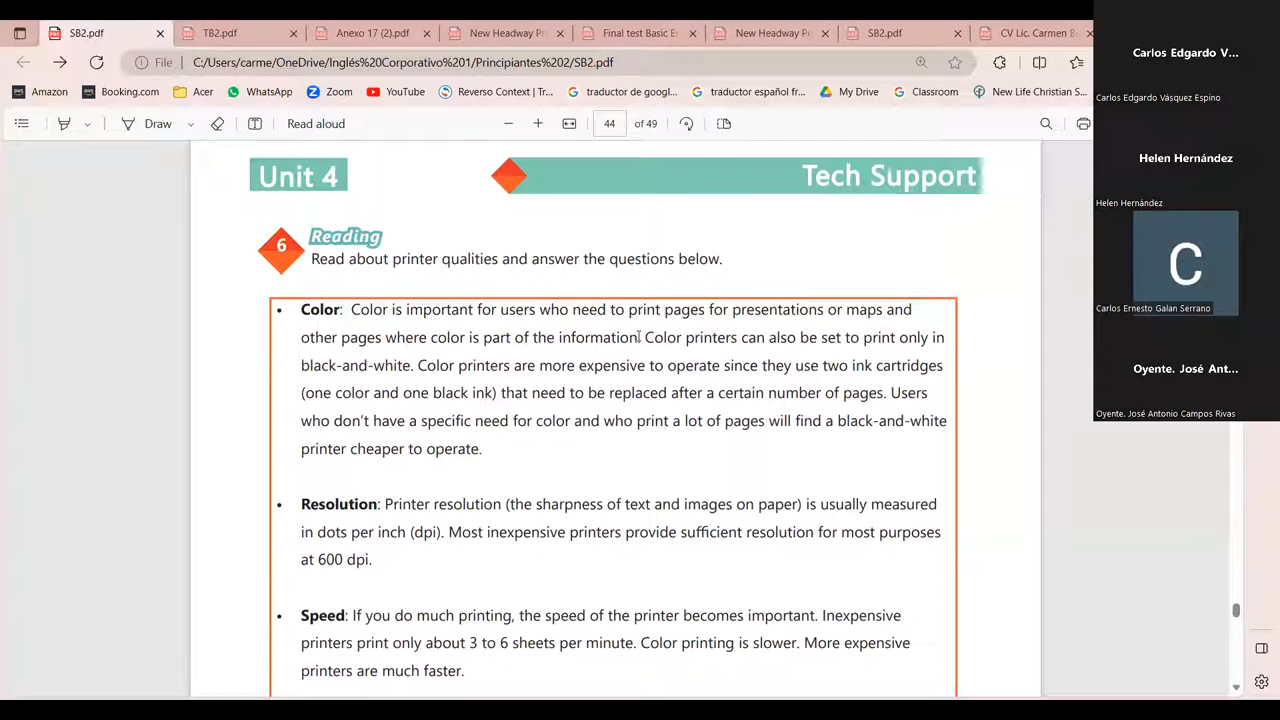 SB2.pdf
TB2.pdf
Anexo 17 (2).pdf
New Headway Pr
Final test Basic E
New Headway Pr
SB2.pdf
CV Lic. Carmen B
File
C:/Users/carme/OneDrive/Inglés%20Corporativo%201/Principiantes%202/SB2.pdf
Amazon
Booking.com
Acer
WhatsApp
Zoom
YouTube
Reverso Context | Tr...
traductor de googl...
traductor español fr...
My Drive
Classroom
New Life Christian S...
Draw
Read aloud
44 of 49
Unit 4
Tech Support
6
Reading
Read about printer qualities and answer the questions below.
• Color: Color is important for users who need to print pages for presentations or maps and
other pages where color is part of the information. Color printers can also be set to print only in
black-and-white. Color printers are more expensive to operate since they use two ink cartridges
(one color and one black ink) that need to be replaced after a certain number of pages. Users
who don't have a specific need for color and who print a lot of pages will find a black-and-white
printer cheaper to operate.
• Resolution: Printer resolution (the sharpness of text and images on paper) is usually measured
in dots per inch (dpi). Most inexpensive printers provide sufficient resolution for most purposes
at 600 dpi.
• Speed: If you do much printing, the speed of the printer becomes important. Inexpensive
printers print only about 3 to 6 sheets per minute. Color printing is slower. More expensive
printers are much faster.
Carlos Edgardo V...
Carlos Edgardo Vásquez Espino
Helen Hernández
Helen Hernández
C
Carlos Ernesto Galan Serrano
Oyente. José Ant...
Oyente. José Antonio Campos Rivas